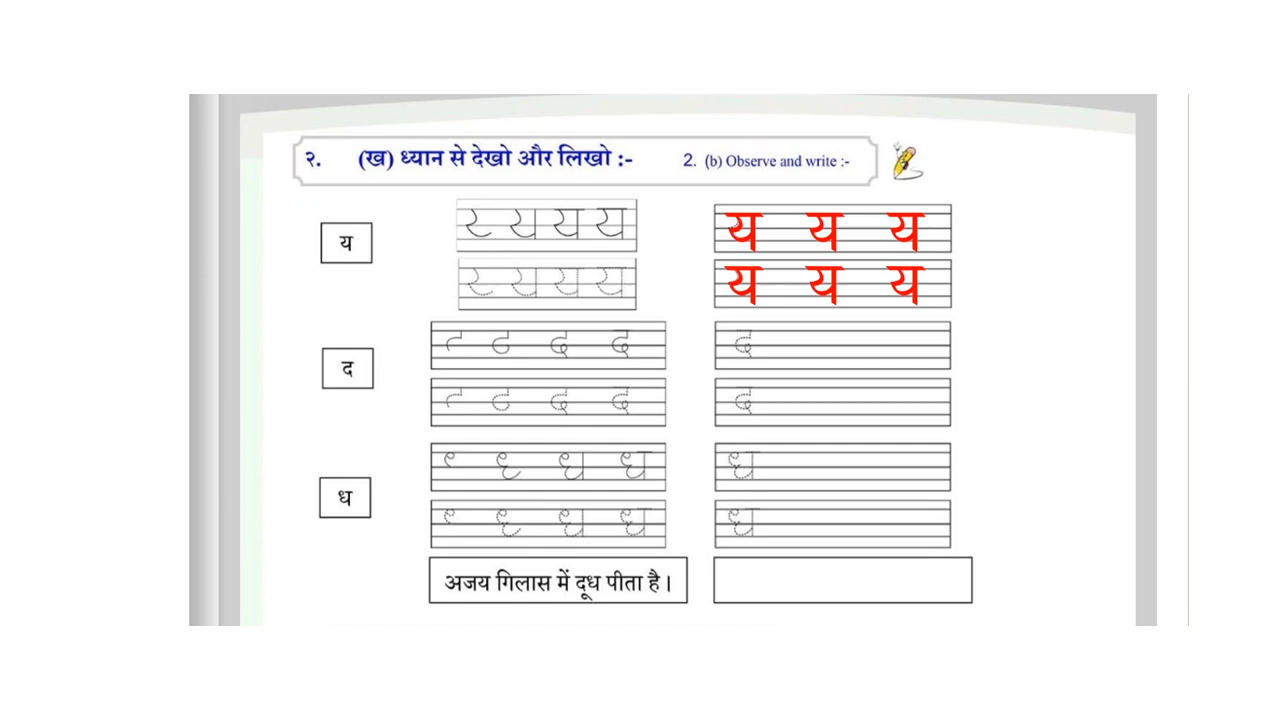 २. (ख) ध्यान से देखो और लिखो :- 2. (b) Observe and write :-
य य य य य य य
य य य य य य
द द द द
द द द
ध ध ध ध
ध ध ध
अजय गिलास में दूध पीता है।